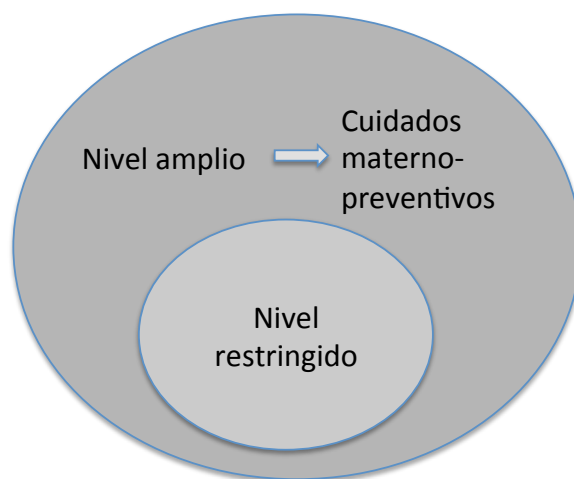 Nivel amplio
Cuidados
materno-
preventivos
Nivel
restringido